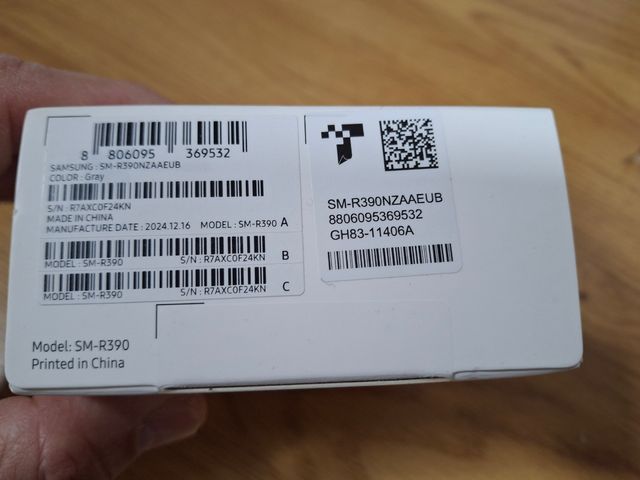 8 806095 369532
SAMSUNG : SM-R390NZAAEUB
COLOR : Gray
S/N : R7AXC0F24KN
MADE IN CHINA
MANUFACTURE DATE : 2024.12.16 MODEL : SM-R390 A
MODEL : SM-R390 S/N : R7AXC0F24KN B
MODEL : SM-R390 S/N : R7AXC0F24KN C
SM-R390NZAAEUB
8806095369532
GH83-11406A
Model: SM-R390
Printed in China